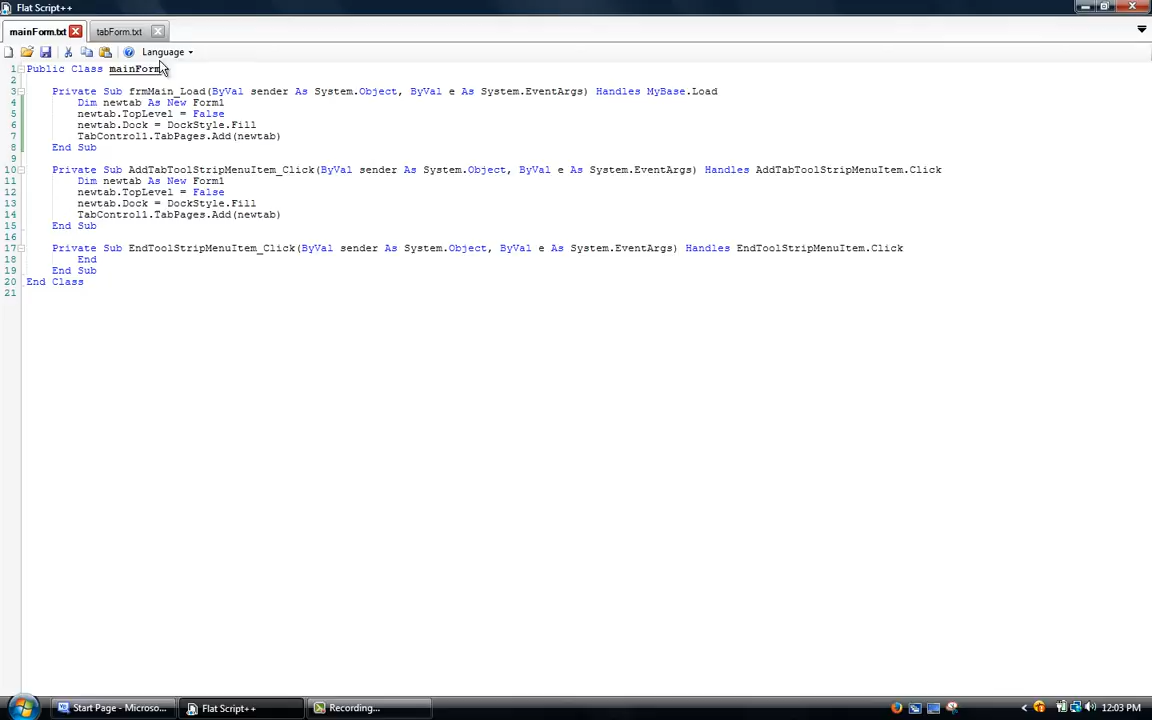 Flat Script++
mainForm.txt tabForm.txt
Language
1 Public Class mainForm
2
3 Private Sub frmMain_Load(ByVal sender As System.Object, ByVal e As System.EventArgs) Handles MyBase.Load
4 Dim newtab As New Form1
5 newtab.TopLevel = False
6 newtab.Dock = DockStyle.Fill
7 TabControl1.TabPages.Add(newtab)
8 End Sub
9
10 Private Sub AddTabToolStripMenuItem_Click(ByVal sender As System.Object, ByVal e As System.EventArgs) Handles AddTabToolStripMenuItem.Click
11 Dim newtab As New Form1
12 newtab.TopLevel = False
13 newtab.Dock = DockStyle.Fill
14 TabControl1.TabPages.Add(newtab)
15 End Sub
16
17 Private Sub EndToolStripMenuItem_Click(ByVal sender As System.Object, ByVal e As System.EventArgs) Handles EndToolStripMenuItem.Click
18 End
19 End Sub
20 End Class
21
Start Page - Microso... Flat Script++ Recording... 12:03 PM